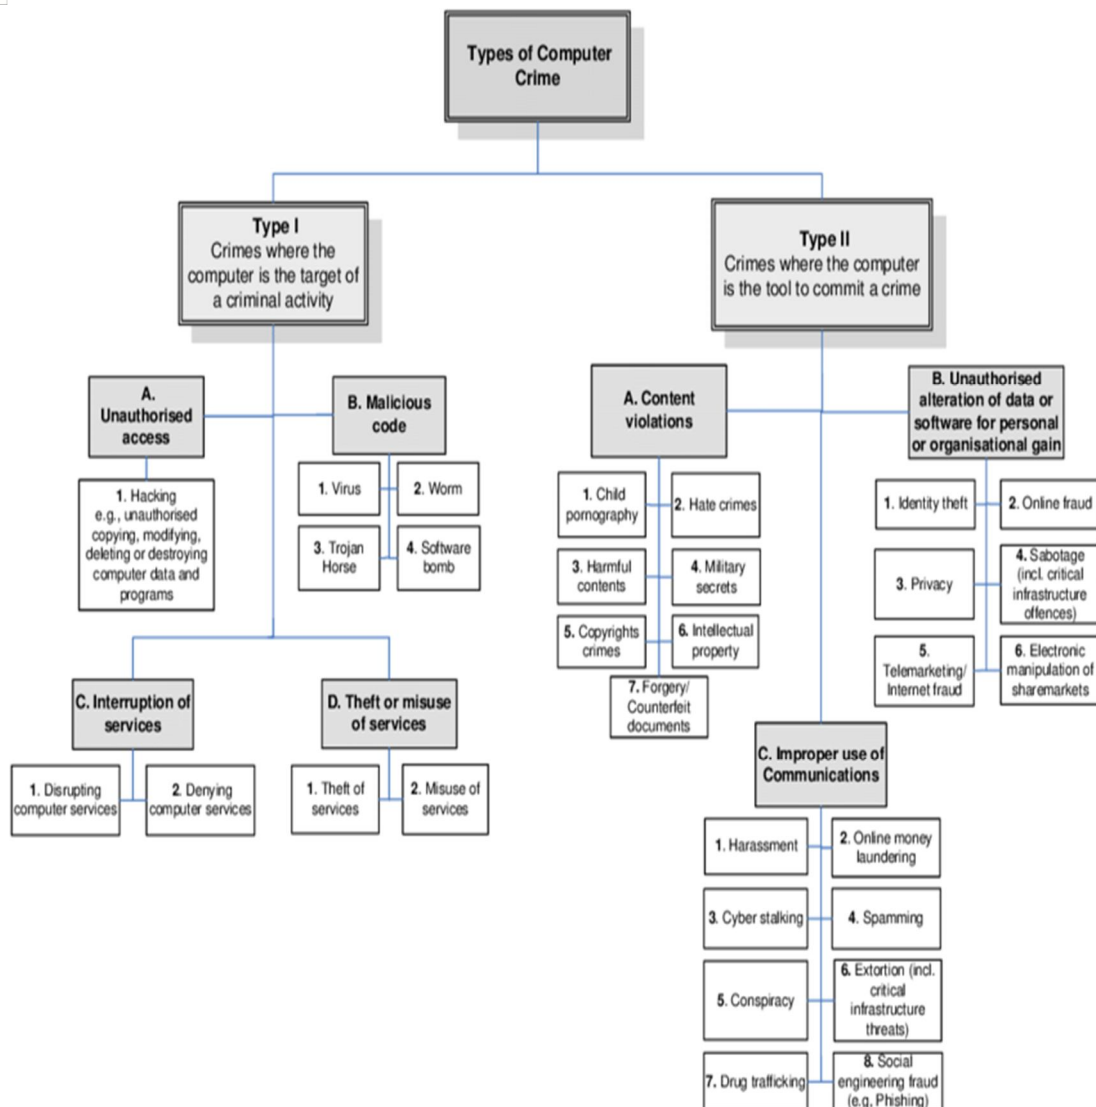 Types of Computer
Crime
Type I
Crimes where the
computer is the target of
a criminal activity
Type II
Crimes where the computer
is the tool to commit a crime
A.
Unauthorised
access
1. Hacking
e.g., unauthorised
copying, modifying,
deleting or destroying
computer data and
programs
B. Malicious
code
1. Virus
2. Worm
3. Trojan
Horse
4. Software
bomb
C. Interruption of
services
1. Disrupting
computer services
2. Denying
computer services
D. Theft or misuse
of services
1. Theft of
services
2. Misuse of
services
A. Content
violations
1. Child
pornography
2. Hate crimes
3. Harmful
contents
4. Military
secrets
5. Copyrights
crimes
6. Intellectual
property
7. Forgery/
Counterfeit
documents
B. Unauthorised
alteration of data or
software for personal
or organisational gain
1. Identity theft
2. Online fraud
3. Privacy
4. Sabotage
(incl. critical
infrastructure
offences)
5.
Telemarketing/
Internet fraud
6. Electronic
manipulation of
sharemarkets
C. Improper use of
Communications
1. Harassment
2. Online money
laundering
3. Cyber stalking
4. Spamming
5. Conspiracy
6. Extortion (incl.
critical
infrastructure
threats)
7. Drug trafficking
8. Social
engineering fraud
(e.g. Phishing)